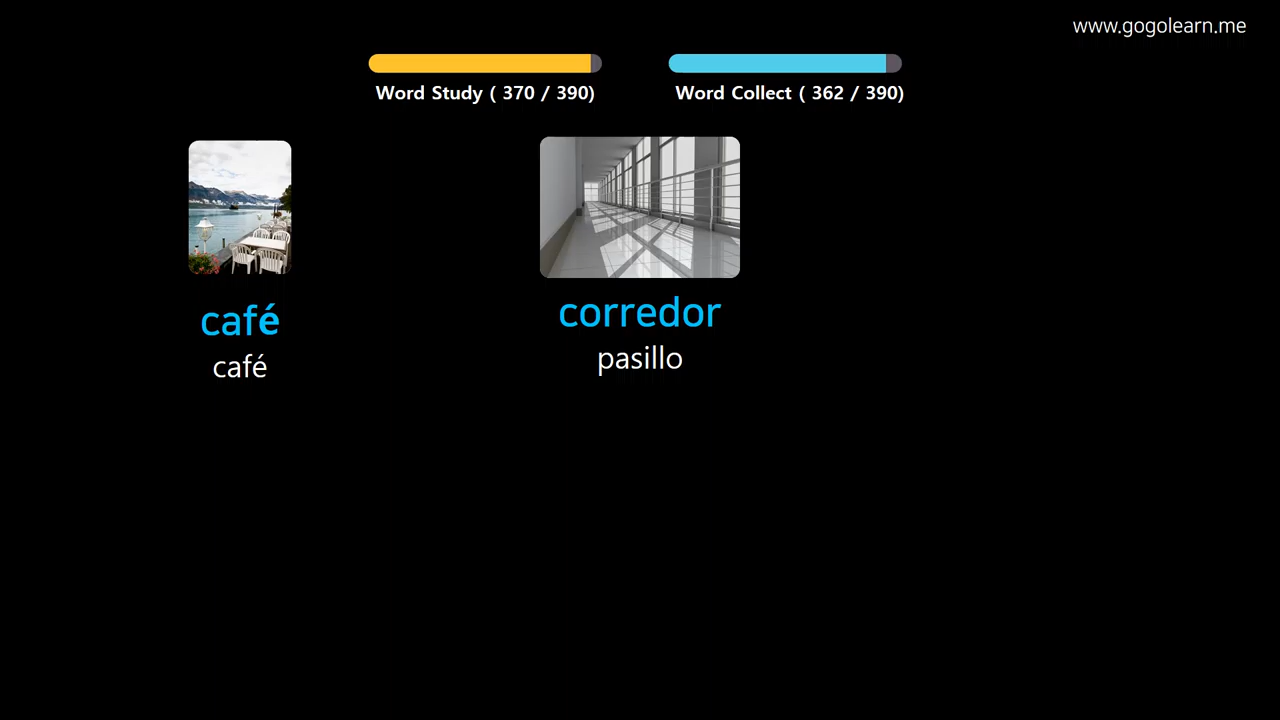 www.gogolearn.me
Word Study ( 370 / 390)
Word Collect ( 362 / 390)
café
café
corredor
pasillo